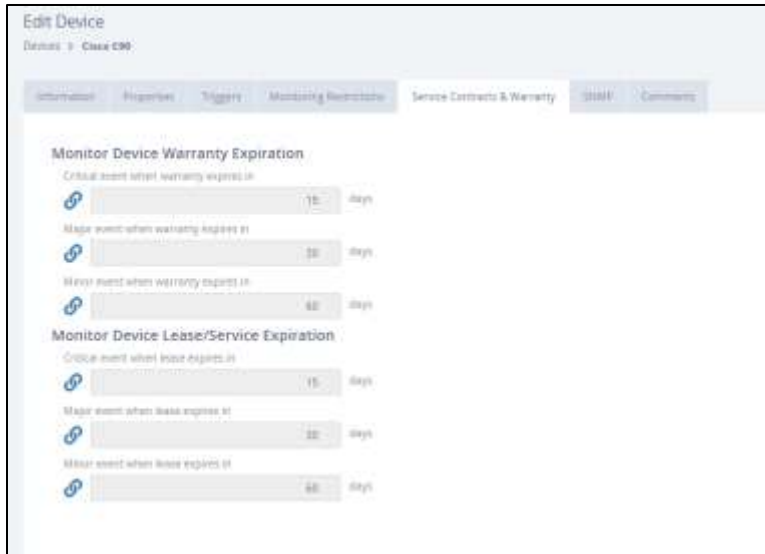 Edit Device
Devices > Cisco C90
Information Properties Triggers Monitoring Restrictions Service Contracts & Warranty SNMP Comments
Monitor Device Warranty Expiration
Critical event when warranty expires in
15 days
Major event when warranty expires in
30 days
Minor event when warranty expires in
60 days
Monitor Device Lease/Service Expiration
Critical event when lease expires in
15 days
Major event when lease expires in
30 days
Minor event when lease expires in
60 days